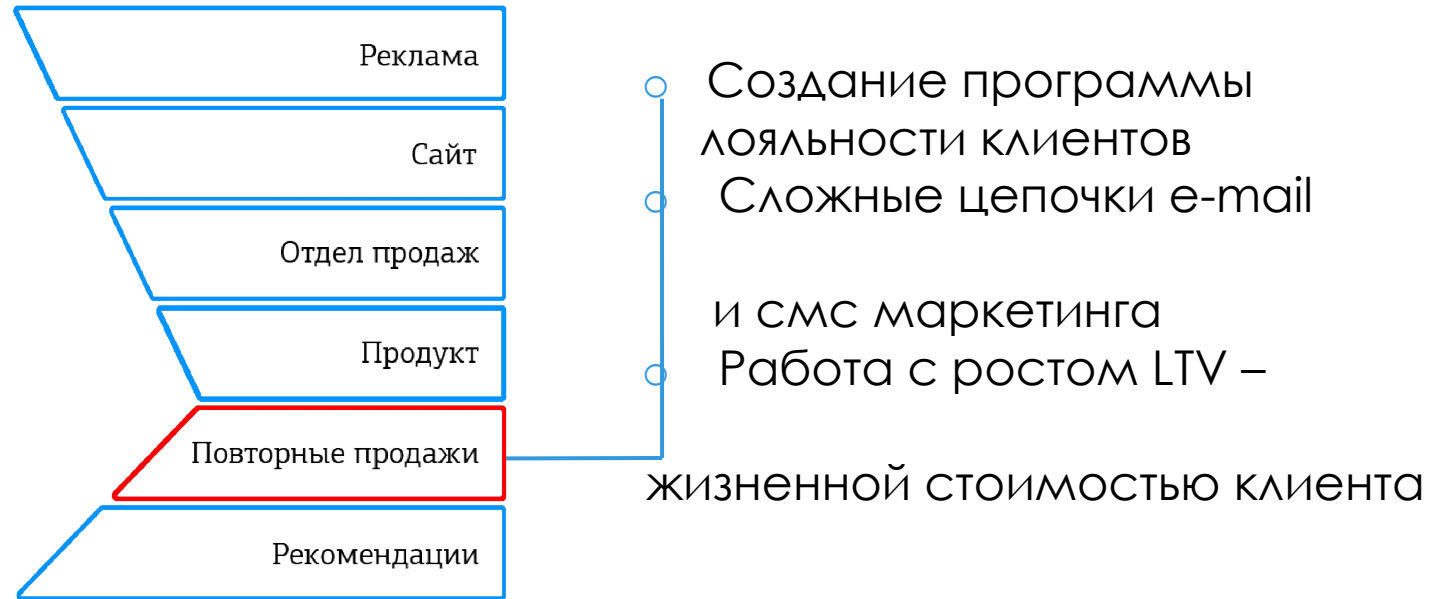 Реклама
Сайт
Отдел продаж
Продукт
Повторные продажи
Рекомендации
Создание программы
лояльности клиентов
Сложные цепочки e-mail
и смс маркетинга
Работа с ростом LTV –
жизненной стоимостью клиента